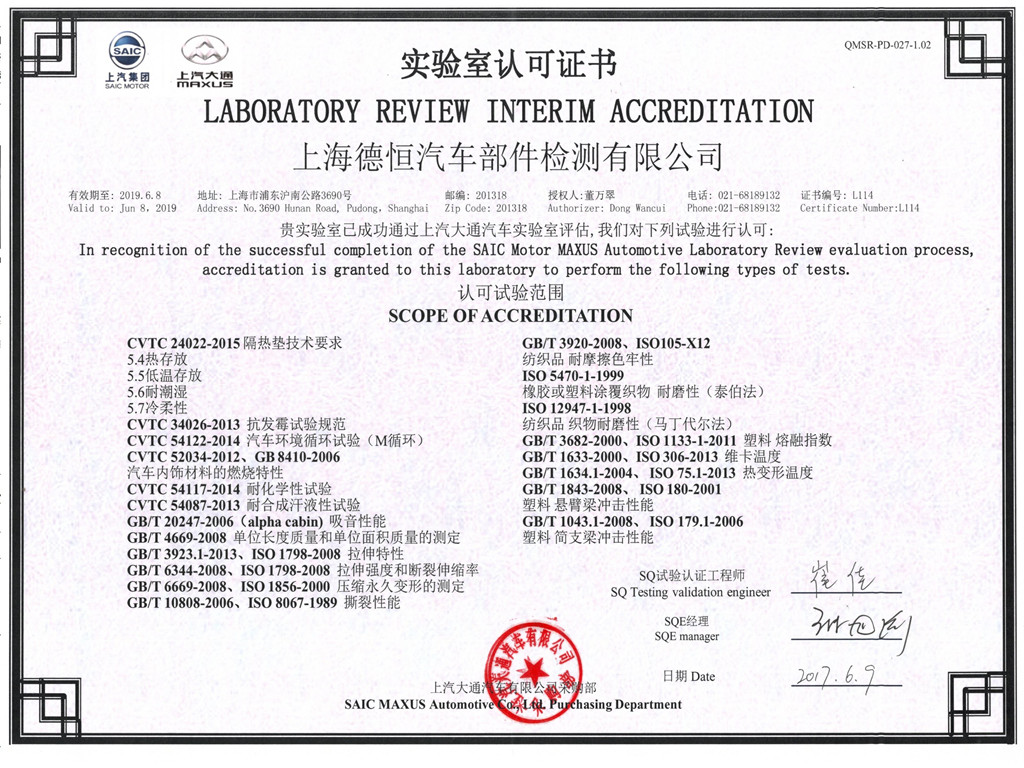 SAIC
上汽集团
SAIC MOTOR
上汽大通
MAXUS
QMSR-PD-027-1.02
实验室认可证书
LABORATORY REVIEW INTERIM ACCREDITATION
上海德恒汽车部件检测有限公司
有效期至: 2019.6.8 地址: 上海市浦东沪南公路3690号 邮编: 201318 授权人:董万翠 电话: 021-68189132 证书编号: L114
Valid to: Jun 8, 2019 Address: No.3690 Hunan Road, Pudong, Shanghai Zip Code: 201318 Authorizer: Dong Wancui Phone:021-68189132 Certificate Number:L114
贵实验室已成功通过上汽大通汽车实验室评估,我们对下列试验进行认可:
In recognition of the successful completion of the SAIC Motor MAXUS Automotive Laboratory Review evaluation process,
accreditation is granted to this laboratory to perform the following types of tests.
认可试验范围
SCOPE OF ACCREDITATION
CVTC 24022-2015 隔热垫技术要求
5.4热存放
5.5低温存放
5.6耐潮湿
5.7冷柔性
CVTC 34026-2013 抗发霉试验规范
CVTC 54122-2014 汽车环境循环试验（M循环）
CVTC 52034-2012、GB 8410-2006
汽车内饰材料的燃烧特性
CVTC 54117-2014 耐化学性试验
CVTC 54087-2013 耐合成汗液性试验
GB/T 20247-2006（alpha cabin) 吸音性能
GB/T 4669-2008 单位长度质量和单位面积质量的测定
GB/T 3923.1-2013、ISO 1798-2008 拉伸特性
GB/T 6344-2008、ISO 1798-2008 拉伸强度和断裂伸缩率
GB/T 6669-2008、ISO 1856-2000 压缩永久变形的测定
GB/T 10808-2006、ISO 8067-1989 撕裂性能
GB/T 3920-2008、ISO105-X12
纺织品 耐摩擦色牢性
ISO 5470-1-1999
橡胶或塑料涂覆织物 耐磨性（泰伯法）
ISO 12947-1-1998
纺织品 织物耐磨性（马丁代尔法）
GB/T 3682-2000、ISO 1133-1-2011 塑料 熔融指数
GB/T 1633-2000、ISO 306-2013 维卡温度
GB/T 1634.1-2004、 ISO 75.1-2013 热变形温度
GB/T 1843-2008、 ISO 180-2001
塑料 悬臂梁冲击性能
GB/T 1043.1-2008、 ISO 179.1-2006
塑料 简支梁冲击性能
SQ试验认证工程师
SQ Testing validation engineer
崔佳
SQE经理
SQE manager
日期 Date
2017.6.9
上汽大通汽车有限公司采购部
SAIC MAXUS Automotive Co., Ltd. Purchasing Department